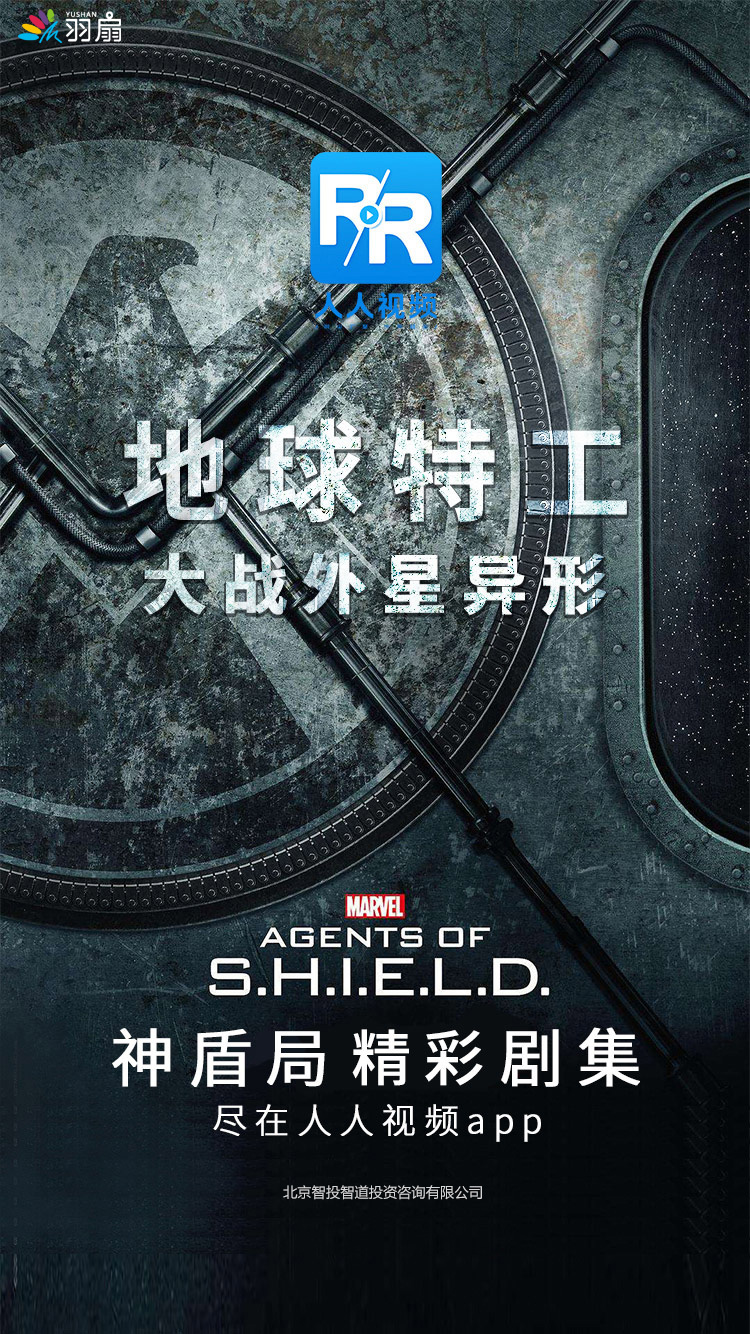 YUSHAN
羽扇
RR
人人视频
地球特工
大战外星异形
MARVEL
AGENTS OF
S.H.I.E.L.D.
神盾局 精彩剧集
尽在人人视频app
北京智投智道投资咨询有限公司